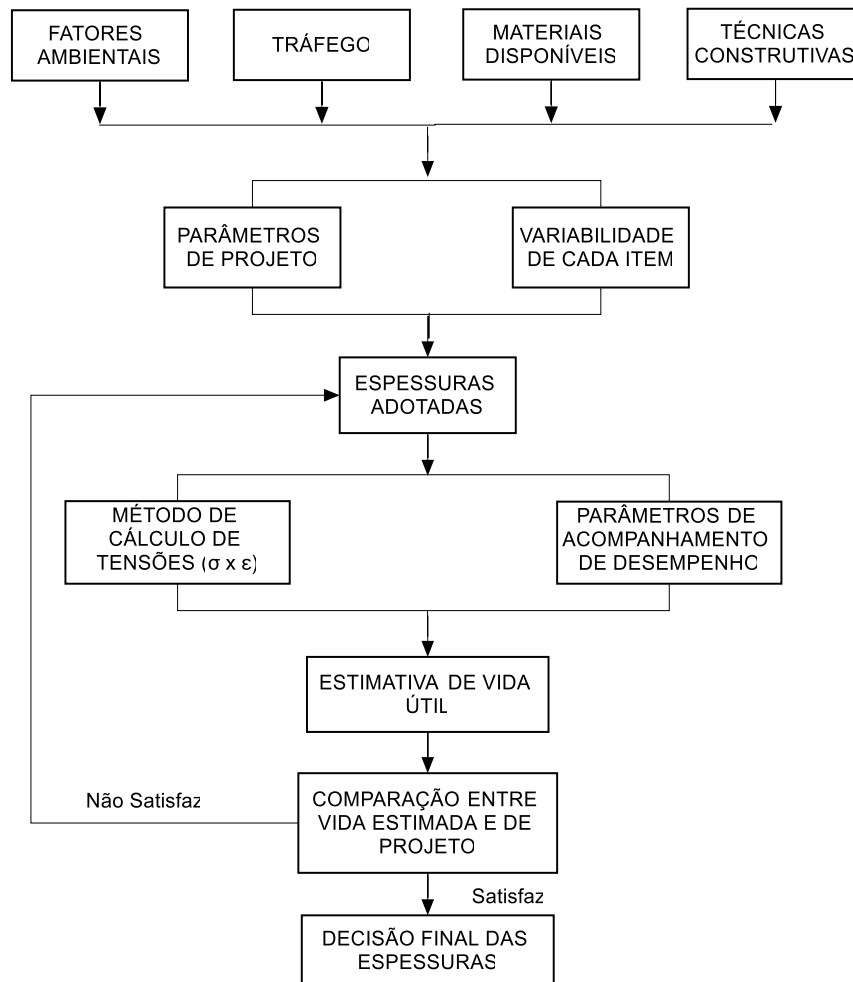 FATORES
AMBIENTAIS
TRÁFEGO
MATERIAIS
DISPONÍVEIS
TÉCNICAS
CONSTRUTIVAS
PARÂMETROS
DE PROJETO
VARIABILIDADE
DE CADA ITEM
ESPESSURAS
ADOTADAS
MÉTODO DE
CÁLCULO DE
TENSÕES (σ x ε)
PARÂMETROS DE
ACOMPANHAMENTO
DE DESEMPENHO
ESTIMATIVA DE VIDA
ÚTIL
Não Satisfaz
COMPARAÇÃO ENTRE
VIDA ESTIMADA E DE
PROJETO
Satisfaz
DECISÃO FINAL DAS
ESPESSURAS